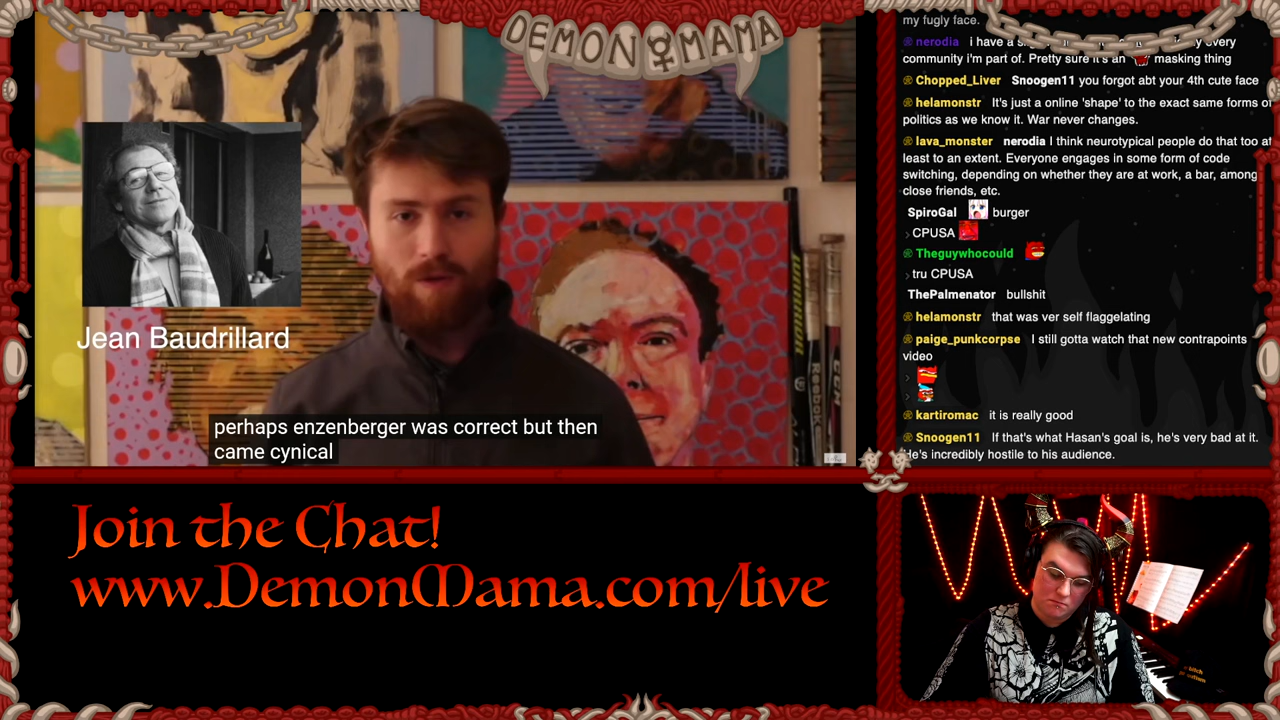 DEMON MAMA
Jean Baudrillard
perhaps enzenberger was correct but then
came cynical
Reebok
Join the Chat!
www.DemonMama.com/live
my fugly face.
nerodia i have a
every
community i'm part of. Pretty sure it's an masking thing
Chopped_Liver Snoogen11 you forgot abt your 4th cute face
helamonstr It's just a online 'shape' to the exact same forms of
politics as we know it. War never changes.
lava_monster nerodia I think neurotypical people do that too at
least to an extent. Everyone engages in some form of code
switching, depending on whether they are at work, a bar, among
close friends, etc.
SpiroGal burger
CPUSA
Theguywhocould
tru CPUSA
ThePalmenator bullshit
helamonstr that was ver self flaggelating
paige_punkcorpse I still gotta watch that new contrapoints
video
kartiromac it is really good
Snoogen11 If that's what Hasan's goal is, he's very bad at it.
He's incredibly hostile to his audience.